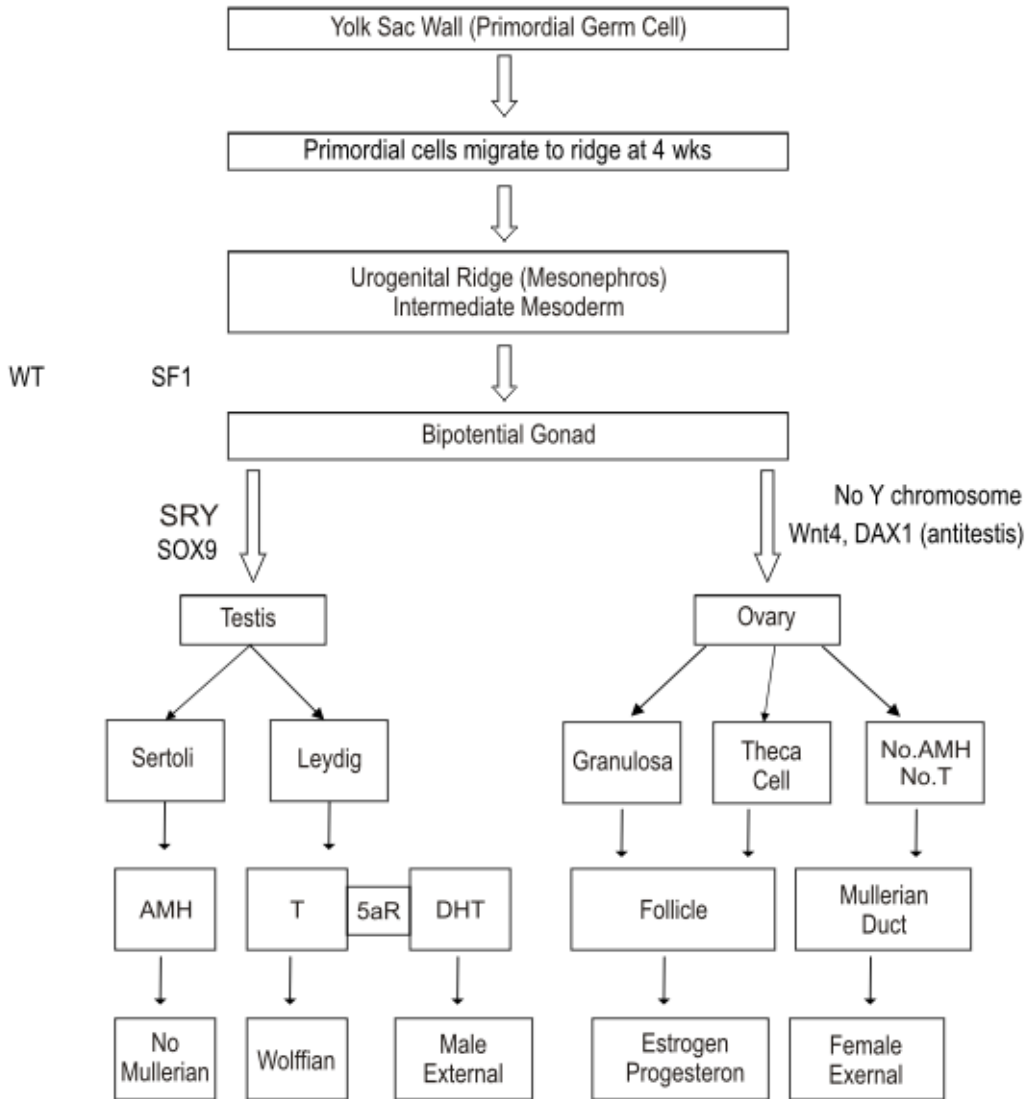 Yolk Sac Wall (Primordial Germ Cell)
Primordial cells migrate to ridge at 4 wks
Urogenital Ridge (Mesonephros)
Intermediate Mesoderm
WT
SF1
Bipotential Gonad
SRY
SOX9
No Y chromosome
Wnt4, DAX1 (antitestis)
Testis
Ovary
Sertoli
Leydig
Granulosa
Theca
Cell
No.AMH
No.T
AMH
T
5aR
DHT
Follicle
Mullerian
Duct
No
Mullerian
Wolffian
Male
External
Estrogen
Progesteron
Female
Exernal